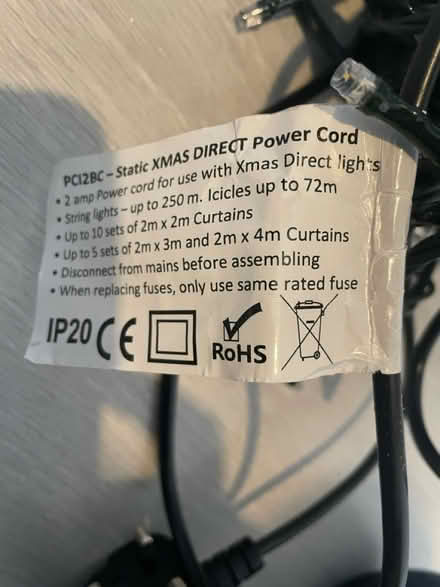 PCI2BC – Static XMAS DIRECT Power Cord
• 2 amp Power cord for use with Xmas Direct lights
• String lights – up to 250 m. Icicles up to 72m
• Up to 10 sets of 2m x 2m Curtains
• Up to 5 sets of 2m x 3m and 2m x 4m Curtains
• Disconnect from mains before assembling
• When replacing fuses, only use same rated fuse
IP20 CE RoHS